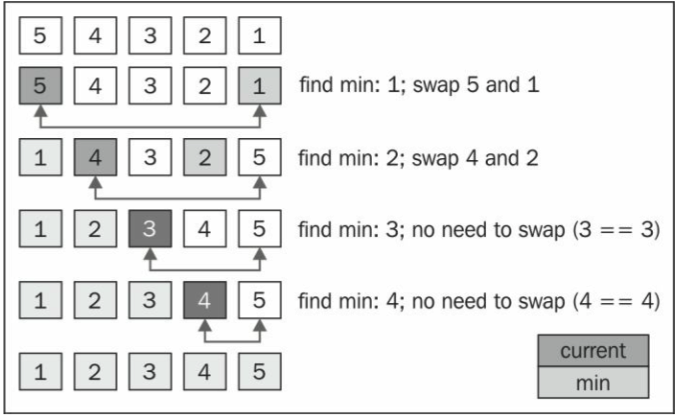 5 4 3 2 1
5 4 3 2 1 find min: 1; swap 5 and 1
1 4 3 2 5 find min: 2; swap 4 and 2
1 2 3 4 5 find min: 3; no need to swap (3 == 3)
1 2 3 4 5 find min: 4; no need to swap (4 == 4)
1 2 3 4 5
current
min